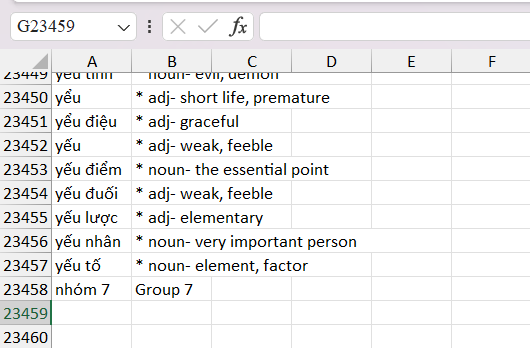 G23459 fx
A B C D E F
23449 yêu tinh * noun- evil, demon
23450 yểu * adj- short life, premature
23451 yểu điệu * adj- graceful
23452 yếu * adj- weak, feeble
23453 yếu điểm * noun- the essential point
23454 yếu đuối * adj- weak, feeble
23455 yếu lược * adj- elementary
23456 yếu nhân * noun- very important person
23457 yếu tố * noun- element, factor
23458 nhóm 7 Group 7
23459
23460